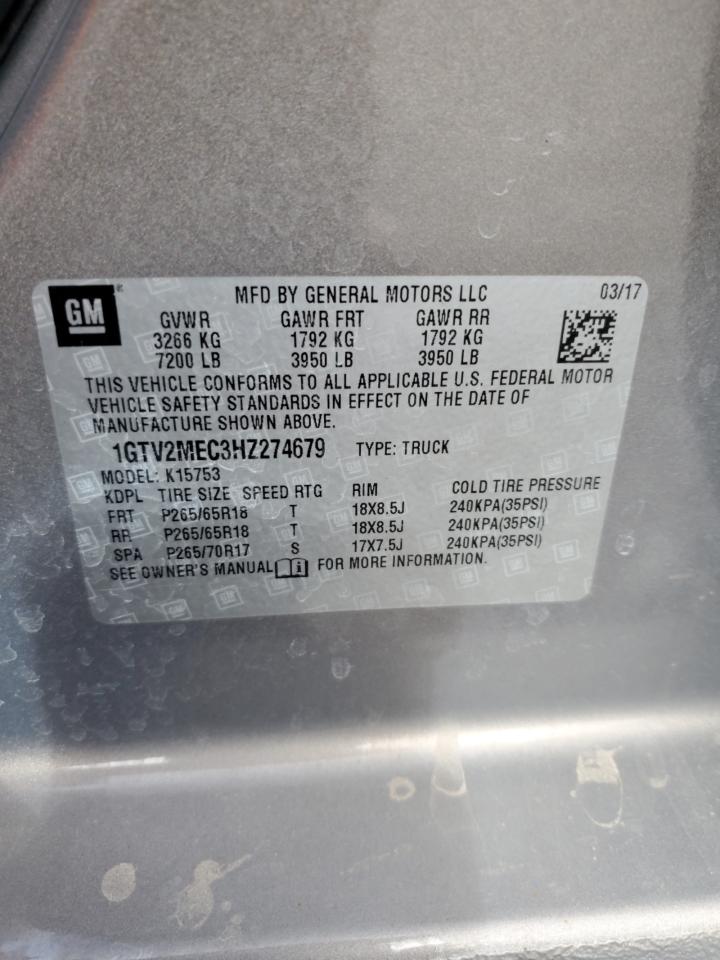 GM® MFD BY GENERAL MOTORS LLC 03/17
GVWR GAWR FRT GAWR RR
3266 KG 1792 KG 1792 KG
7200 LB 3950 LB 3950 LB
THIS VEHICLE CONFORMS TO ALL APPLICABLE U.S. FEDERAL MOTOR
VEHICLE SAFETY STANDARDS IN EFFECT ON THE DATE OF
MANUFACTURE SHOWN ABOVE.
1GTV2MEC3HZ274679 TYPE: TRUCK
MODEL: K15753
KDPL TIRE SIZE SPEED RTG RIM COLD TIRE PRESSURE
FRT P265/65R18 T 18X8.5J 240KPA(35PSI)
RR P265/65R18 T 18X8.5J 240KPA(35PSI)
SPA P265/70R17 S 17X7.5J 240KPA(35PSI)
SEE OWNER'S MANUAL i FOR MORE INFORMATION.